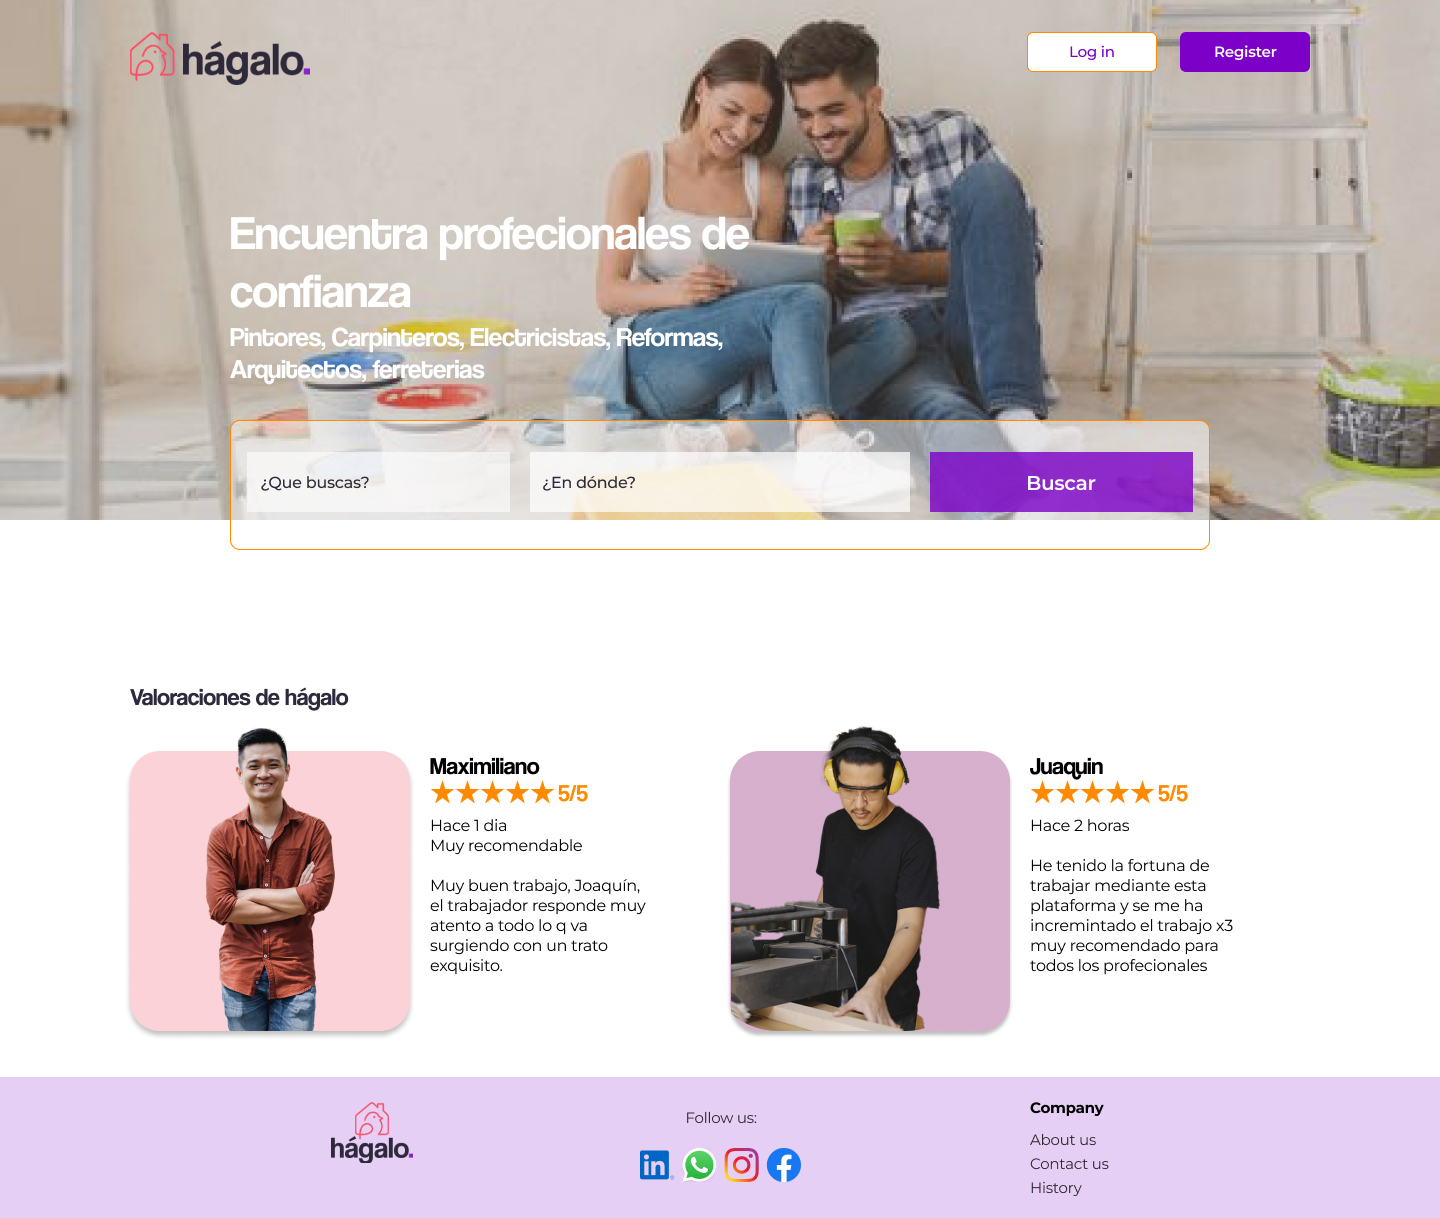 hágalo.
Log in
Register
Encuentra profecionales de
confianza
Pintores, Carpinteros, Electricistas, Reformas,
Arquitectos, ferreterias
¿Que buscas?
¿En dónde?
Buscar
Valoraciones de hágalo
Maximiliano
5/5
Hace 1 dia
Muy recomendable
Muy buen trabajo, Joaquín,
el trabajador responde muy
atento a todo lo q va
surgiendo con un trato
exquisito.
Juaquin
5/5
Hace 2 horas
He tenido la fortuna de
trabajar mediante esta
plataforma y se me ha
incremintado el trabajo x3
muy recomendado para
todos los profecionales
hágalo.
Follow us:
in
Company
About us
Contact us
History